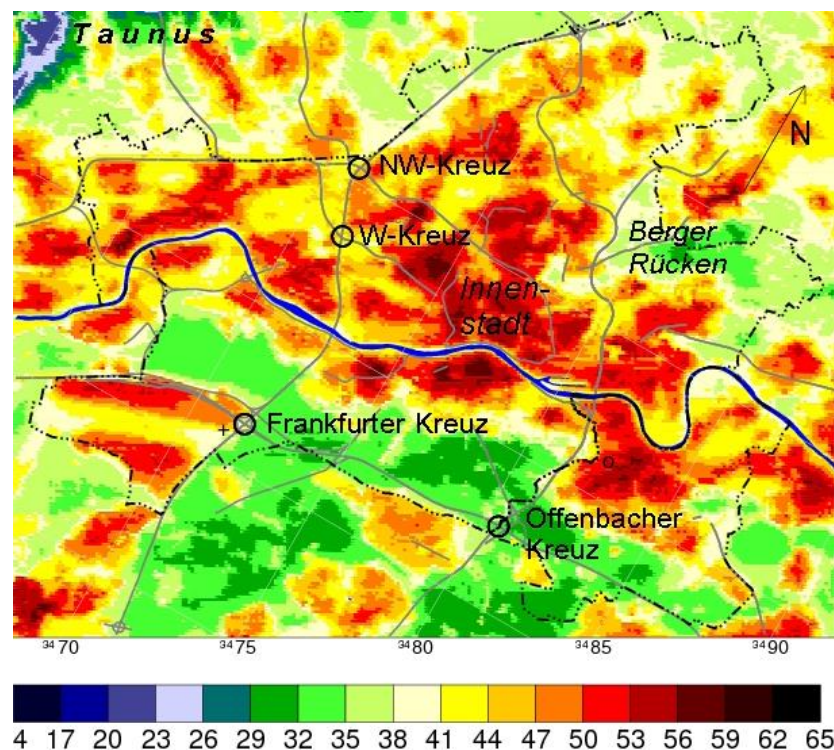 Taunus
N
NW-Kreuz
W-Kreuz
Berger
Rücken
Innen-
stadt
Frankfurter Kreuz
Offenbacher
Kreuz
³⁴70 ³⁴75 ³⁴80 ³⁴85 ³⁴90
4 17 20 23 26 29 32 35 38 41 44 47 50 53 56 59 62 65